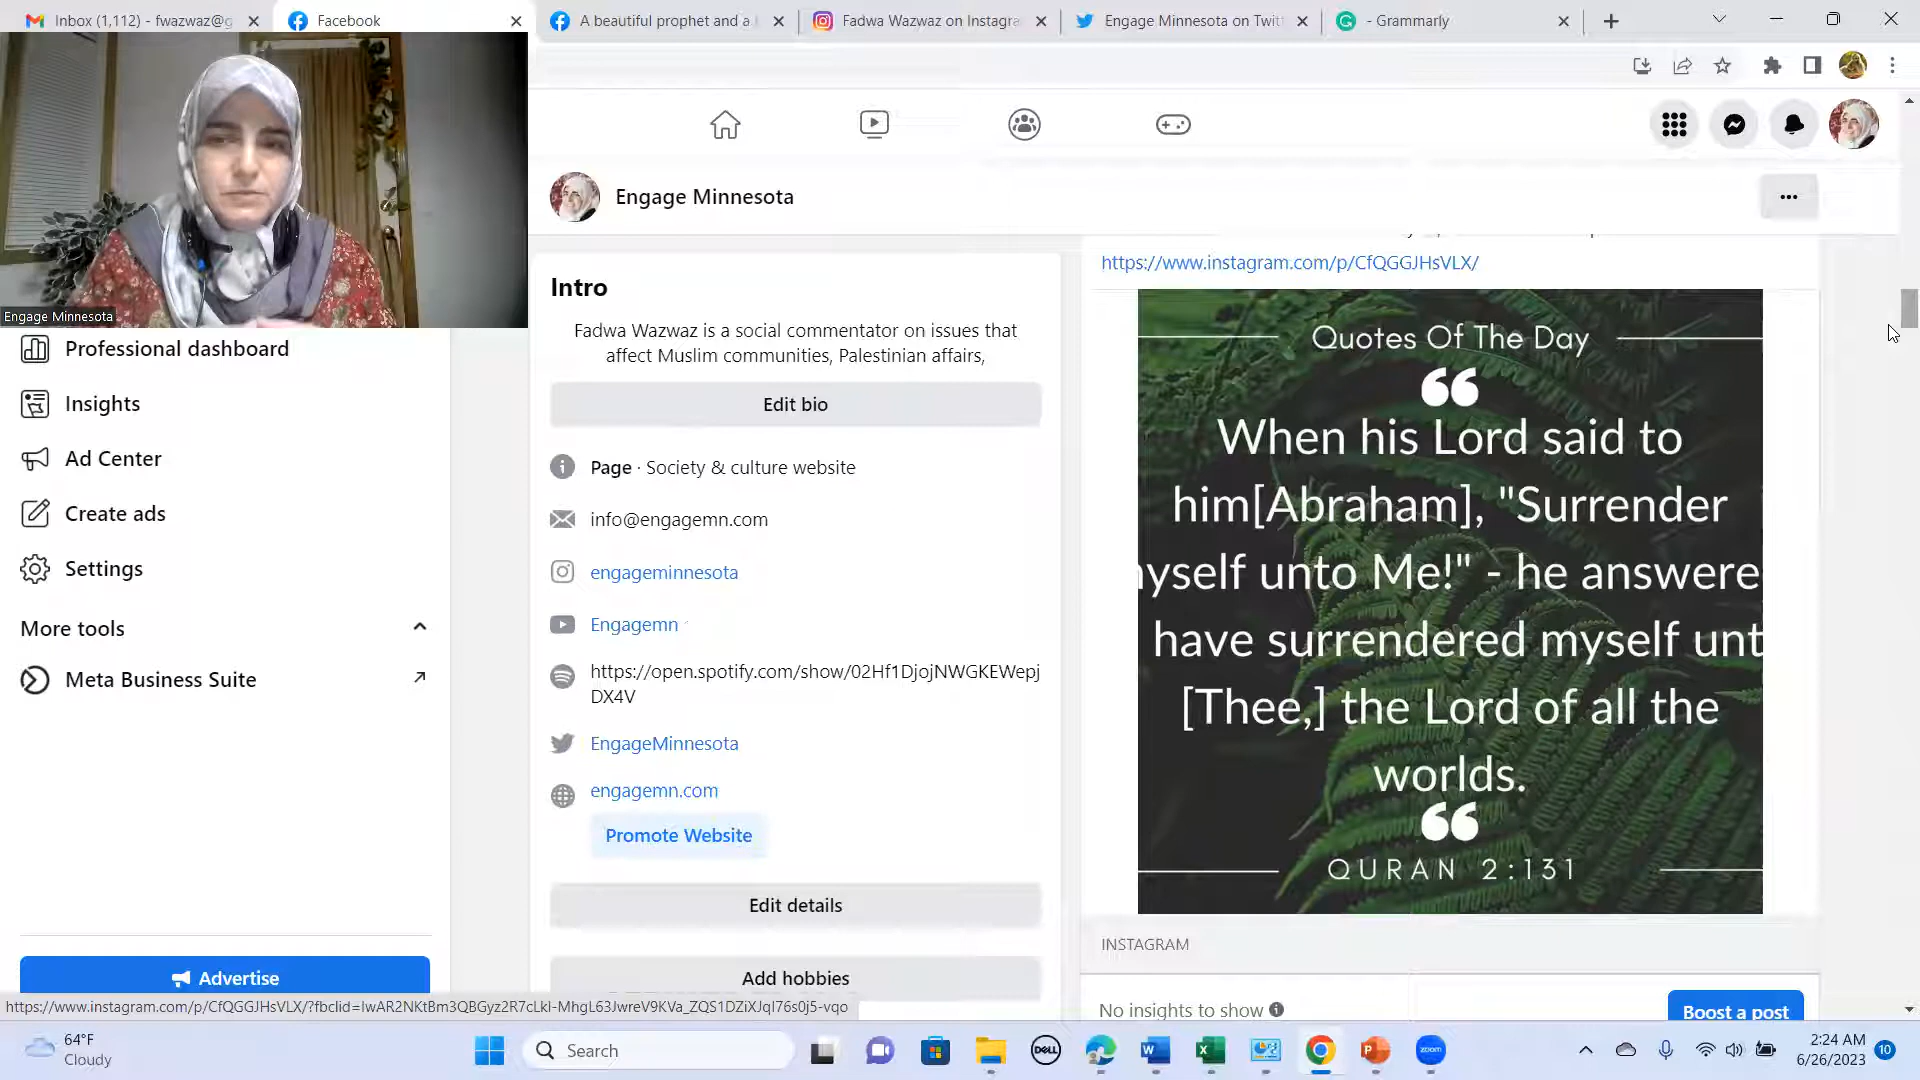 Inbox (1,112) - fwazwaz@g
Facebook
A beautiful prophet and a
Fadwa Wazwaz on Instagra
Engage Minnesota on Twit
- Grammarly
Engage Minnesota
Professional dashboard
Insights
Ad Center
Create ads
Settings
More tools
Meta Business Suite
Advertise
https://www.instagram.com/p/CfQGGJHsVLX/?fbclid=IwAR2NKtBm3QBGyz2R7cLkI-MhgL63JwreV9KVa_ZQS1DZiXJqI76s0j5-vqo
Engage Minnesota
Intro
Fadwa Wazwaz is a social commentator on issues that
affect Muslim communities, Palestinian affairs,
Edit bio
Page · Society & culture website
info@engagemn.com
engageminnesota
Engagemn
https://open.spotify.com/show/02Hf1DjojNWGKEWepj
DX4V
EngageMinnesota
engagemn.com
Promote Website
Edit details
Add hobbies
https://www.instagram.com/p/CfQGGJHsVLX/
Quotes Of The Day
When his Lord said to
him[Abraham], "Surrender
yself unto Me!" - he answere
have surrendered myself unt
[Thee,] the Lord of all the
worlds.
QURAN 2:131
INSTAGRAM
No insights to show
Boost a post
64°F
Cloudy
Search
DELL
zoom
2:24 AM
6/26/2023
10